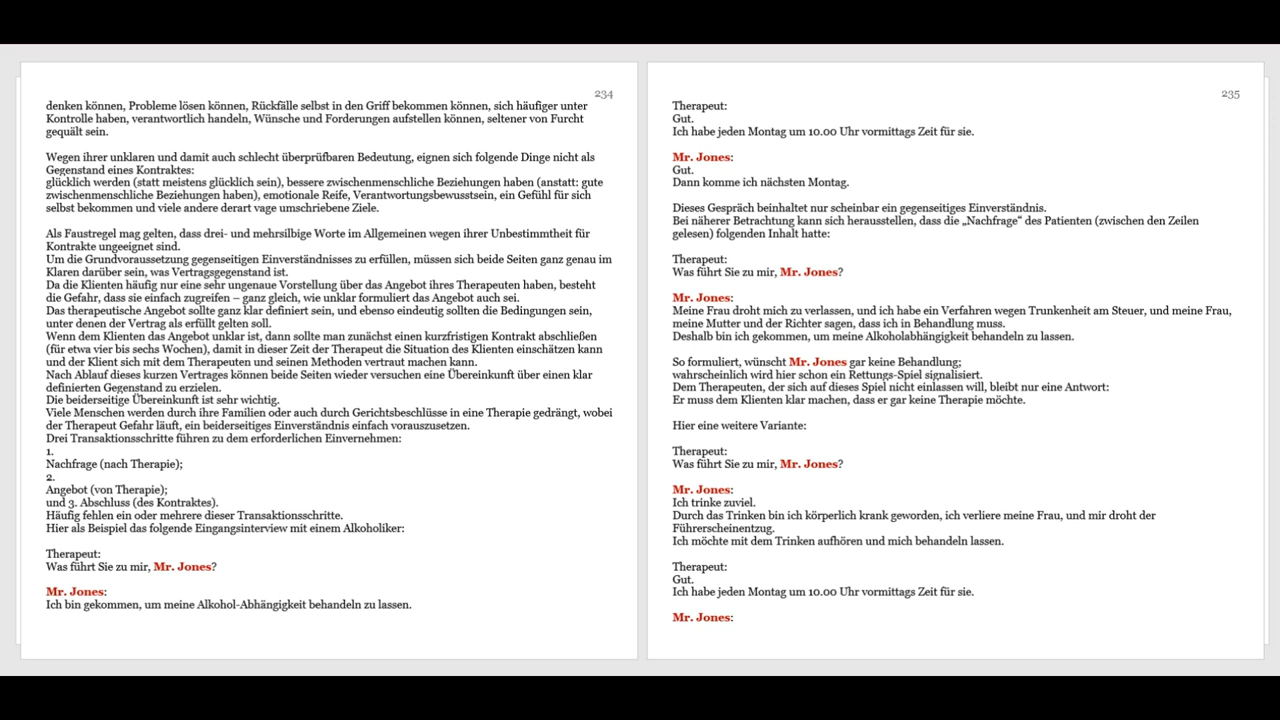 234
denken können, Probleme lösen können, Rückfälle selbst in den Griff bekommen können, sich häufiger unter
Kontrolle haben, verantwortlich handeln, Wünsche und Forderungen aufstellen können, seltener von Furcht
gequält sein.
Wegen ihrer unklaren und damit auch schlecht überprüfbaren Bedeutung, eignen sich folgende Dinge nicht als
Gegenstand eines Kontraktes:
glücklich werden (statt meistens glücklich sein), bessere zwischenmenschliche Beziehungen haben (anstatt: gute
zwischenmenschliche Beziehungen haben), emotionale Reife, Verantwortungsbewusstsein, ein Gefühl für sich
selbst bekommen und viele andere derart vage umschriebene Ziele.
Als Faustregel mag gelten, dass drei- und mehrsilbige Worte im Allgemeinen wegen ihrer Unbestimmtheit für
Kontrakte ungeeignet sind.
Um die Grundvoraussetzung gegenseitigen Einverständnisses zu erfüllen, müssen sich beide Seiten ganz genau im
Klaren darüber sein, was Vertragsgegenstand ist.
Da die Klienten häufig nur eine sehr ungenaue Vorstellung über das Angebot ihres Therapeuten haben, besteht
die Gefahr, dass sie einfach zugreifen – ganz gleich, wie unklar formuliert das Angebot auch sei.
Das therapeutische Angebot sollte ganz klar definiert sein, und ebenso eindeutig sollten die Bedingungen sein,
unter denen der Vertrag als erfüllt gelten soll.
Wenn dem Klienten das Angebot unklar ist, dann sollte man zunächst einen kurzfristigen Kontrakt abschließen
(für etwa vier bis sechs Wochen), damit in dieser Zeit der Therapeut die Situation des Klienten einschätzen kann
und der Klient sich mit dem Therapeuten und seinen Methoden vertraut machen kann.
Nach Ablauf dieses kurzen Vertrages können beide Seiten wieder versuchen eine Übereinkunft über einen klar
definierten Gegenstand zu erzielen.
Die beiderseitige Übereinkunft ist sehr wichtig.
Viele Menschen werden durch ihre Familien oder auch durch Gerichtsbeschlüsse in eine Therapie gedrängt, wobei
der Therapeut Gefahr läuft, ein beiderseitiges Einverständnis einfach vorauszusetzen.
Drei Transaktionsschritte führen zu dem erforderlichen Einvernehmen:
1.
Nachfrage (nach Therapie);
2.
Angebot (von Therapie);
und 3. Abschluss (des Kontraktes).
Häufig fehlen ein oder mehrere dieser Transaktionsschritte.
Hier als Beispiel das folgende Eingangsinterview mit einem Alkoholiker:
Therapeut:
Was führt Sie zu mir, Mr. Jones?
Mr. Jones:
Ich bin gekommen, um meine Alkohol-Abhängigkeit behandeln zu lassen.
235
Therapeut:
Gut.
Ich habe jeden Montag um 10.00 Uhr vormittags Zeit für sie.
Mr. Jones:
Gut.
Dann komme ich nächsten Montag.
Dieses Gespräch beinhaltet nur scheinbar ein gegenseitiges Einverständnis.
Bei näherer Betrachtung kann sich herausstellen, dass die „Nachfrage“ des Patienten (zwischen den Zeilen
gelesen) folgenden Inhalt hatte:
Therapeut:
Was führt Sie zu mir, Mr. Jones?
Mr. Jones:
Meine Frau droht mich zu verlassen, und ich habe ein Verfahren wegen Trunkenheit am Steuer, und meine Frau,
meine Mutter und der Richter sagen, dass ich in Behandlung muss.
Deshalb bin ich gekommen, um meine Alkoholabhängigkeit behandeln zu lassen.
So formuliert, wünscht Mr. Jones gar keine Behandlung;
wahrscheinlich wird hier schon ein Rettungs-Spiel signalisiert.
Dem Therapeuten, der sich auf dieses Spiel nicht einlassen will, bleibt nur eine Antwort:
Er muss dem Klienten klar machen, dass er gar keine Therapie möchte.
Hier eine weitere Variante:
Therapeut:
Was führt Sie zu mir, Mr. Jones?
Mr. Jones:
Ich trinke zuviel.
Durch das Trinken bin ich körperlich krank geworden, ich verliere meine Frau, und mir droht der
Führerscheinentzug.
Ich möchte mit dem Trinken aufhören und mich behandeln lassen.
Therapeut:
Gut.
Ich habe jeden Montag um 10.00 Uhr vormittags Zeit für sie.
Mr. Jones: